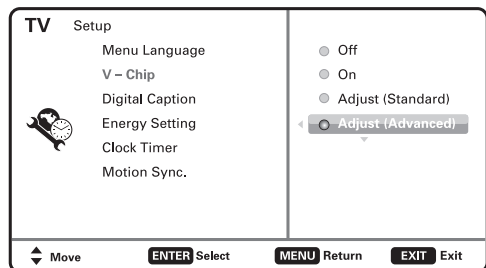 TV Setup
Menu Language
V – Chip
Digital Caption
Energy Setting
Clock Timer
Motion Sync.
Off
On
Adjust (Standard)
Adjust (Advanced)
Move ENTER Select MENU Return EXIT Exit